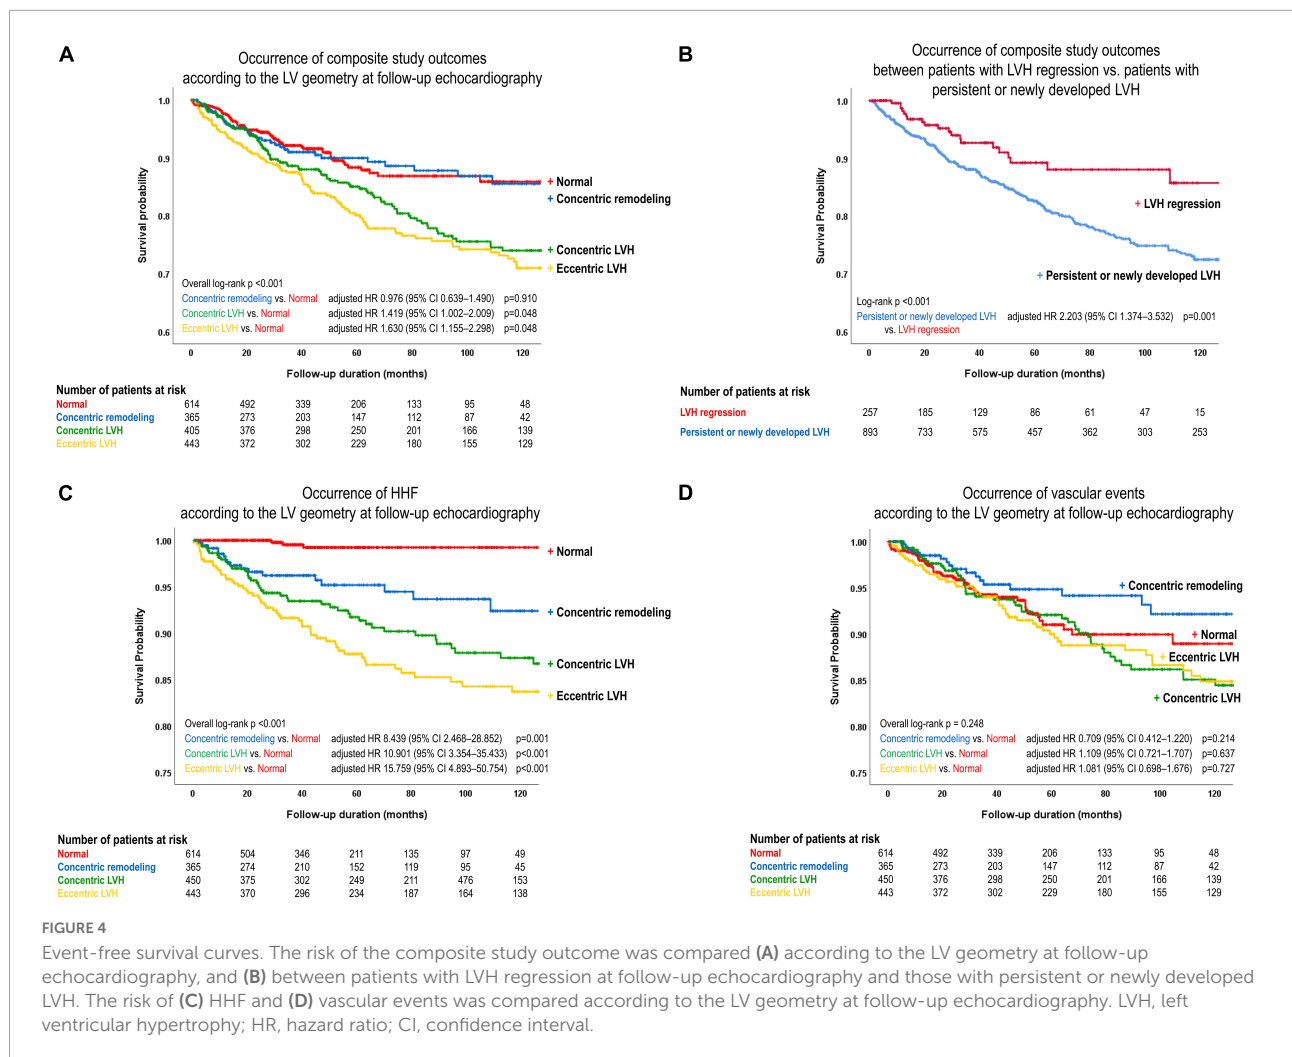 A
Occurrence of composite study outcomes
according to the LV geometry at follow-up echocardiography
Survival probability
1.0
0.9
0.8
0.7
0.6
+ Normal
+ Concentric remodeling
+ Concentric LVH
+ Eccentric LVH
Overall log-rank p <0.001
Concentric remodeling vs. Normal adjusted HR 0.976 (95% CI 0.639–1.490) p=0.910
Concentric LVH vs. Normal adjusted HR 1.419 (95% CI 1.002–2.009) p=0.048
Eccentric LVH vs. Normal adjusted HR 1.630 (95% CI 1.155–2.298) p=0.048
0 20 40 60 80 100 120
Follow-up duration (months)
Number of patients at risk
Normal 614 492 339 206 133 95 48
Concentric remodeling 365 273 203 147 112 87 42
Concentric LVH 405 376 298 250 201 166 139
Eccentric LVH 443 372 302 229 180 155 129
B
Occurrence of composite study outcomes
between patients with LVH regression vs. patients with
persistent or newly developed LVH
Survival Probability
1.0
0.9
0.8
0.7
0.6
+ LVH regression
+ Persistent or newly developed LVH
Log-rank p <0.001
Persistent or newly developed LVH adjusted HR 2.203 (95% CI 1.374–3.532) p=0.001
vs. LVH regression
0 20 40 60 80 100 120
Follow-up duration (months)
Number of patients at risk
LVH regression 257 185 129 86 61 47 15
Persistent or newly developed LVH 893 733 575 457 362 303 253
C
Occurrence of HHF
according to the LV geometry at follow-up echocardiography
Survival Probability
1.00
0.95
0.90
0.85
0.80
0.75
+ Normal
+ Concentric remodeling
+ Concentric LVH
+ Eccentric LVH
Overall log-rank p <0.001
Concentric remodeling vs. Normal adjusted HR 8.439 (95% CI 2.468–28.852) p=0.001
Concentric LVH vs. Normal adjusted HR 10.901 (95% CI 3.354–35.433) p<0.001
Eccentric LVH vs. Normal adjusted HR 15.759 (95% CI 4.893–50.754) p<0.001
0 20 40 60 80 100 120
Follow-up duration (months)
Number of patients at risk
Normal 614 504 346 211 135 97 49
Concentric remodeling 365 274 210 152 119 95 45
Concentric LVH 450 375 302 249 211 476 153
Eccentric LVH 443 370 296 234 187 164 138
D
Occurrence of vascular events
according to the LV geometry at follow-up echocardiography
Survival Probability
1.00
0.95
0.90
0.85
0.80
0.75
+ Concentric remodeling
+ Normal
+ Eccentric LVH
+ Concentric LVH
Overall log-rank p = 0.248
Concentric remodeling vs. Normal adjusted HR 0.709 (95% CI 0.412–1.220) p=0.214
Concentric LVH vs. Normal adjusted HR 1.109 (95% CI 0.721–1.707) p=0.637
Eccentric LVH vs. Normal adjusted HR 1.081 (95% CI 0.698–1.676) p=0.727
0 20 40 60 80 100 120
Follow-up duration (months)
Number of patients at risk
Normal 614 492 339 206 133 95 48
Concentric remodeling 365 273 203 147 112 87 42
Concentric LVH 450 376 298 250 201 166 139
Eccentric LVH 443 372 302 229 180 155 129
FIGURE 4
Event-free survival curves. The risk of the composite study outcome was compared (A) according to the LV geometry at follow-up
echocardiography, and (B) between patients with LVH regression at follow-up echocardiography and those with persistent or newly developed
LVH. The risk of (C) HHF and (D) vascular events was compared according to the LV geometry at follow-up echocardiography. LVH, left
ventricular hypertrophy; HR, hazard ratio; CI, confidence interval.